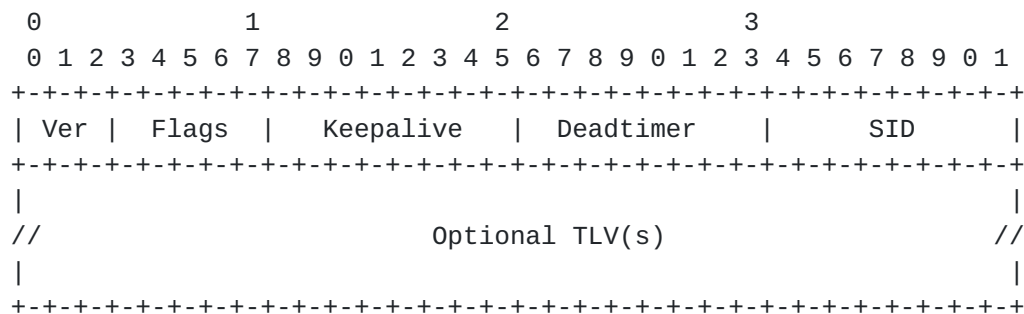 0              1               2               3
 0 1 2 3 4 5 6 7 8 9 0 1 2 3 4 5 6 7 8 9 0 1 2 3 4 5 6 7 8 9 0 1
+-+-+-+-+-+-+-+-+-+-+-+-+-+-+-+-+-+-+-+-+-+-+-+-+-+-+-+-+-+-+-+-+
| Ver |  Flags  |   Keepalive   |  Deadtimer    |      SID      |
+-+-+-+-+-+-+-+-+-+-+-+-+-+-+-+-+-+-+-+-+-+-+-+-+-+-+-+-+-+-+-+-+
|                                                               |
//                         Optional TLV(s)                     //
|                                                               |
+-+-+-+-+-+-+-+-+-+-+-+-+-+-+-+-+-+-+-+-+-+-+-+-+-+-+-+-+-+-+-+-+